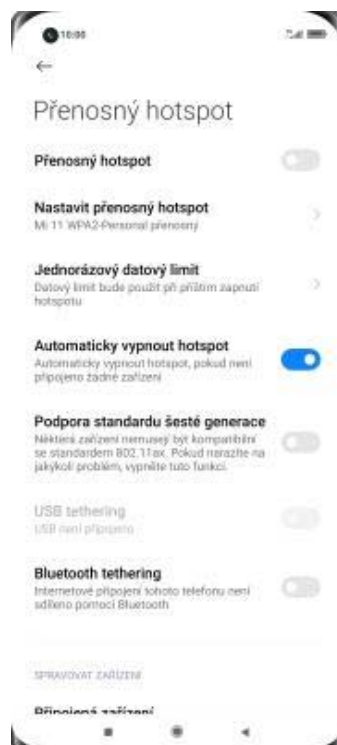 10:00
Přenosný hotspot
Přenosný hotspot
Nastavit přenosný hotspot
Mi 11 WPA2-Personal přenosný
Jednorázový datový limit
Datový limit bude použit při příštím zapnutí
hotspotu
Automaticky vypnout hotspot
Automaticky vypnout hotspot, pokud není
připojeno žádné zařízení
Podpora standardu šesté generace
Některá zařízení nemusejí být kompatibilní
se standardem 802.11ax. Pokud narazíte na
jakýkoli problém, vypněte tuto funkci.
USB tethering
USB není připojeno
Bluetooth tethering
Internetové připojení tohoto telefonu není
sdíleno pomocí Bluetooth
SPRAVOVAT ZAŘÍZENÍ
Připojená zařízení